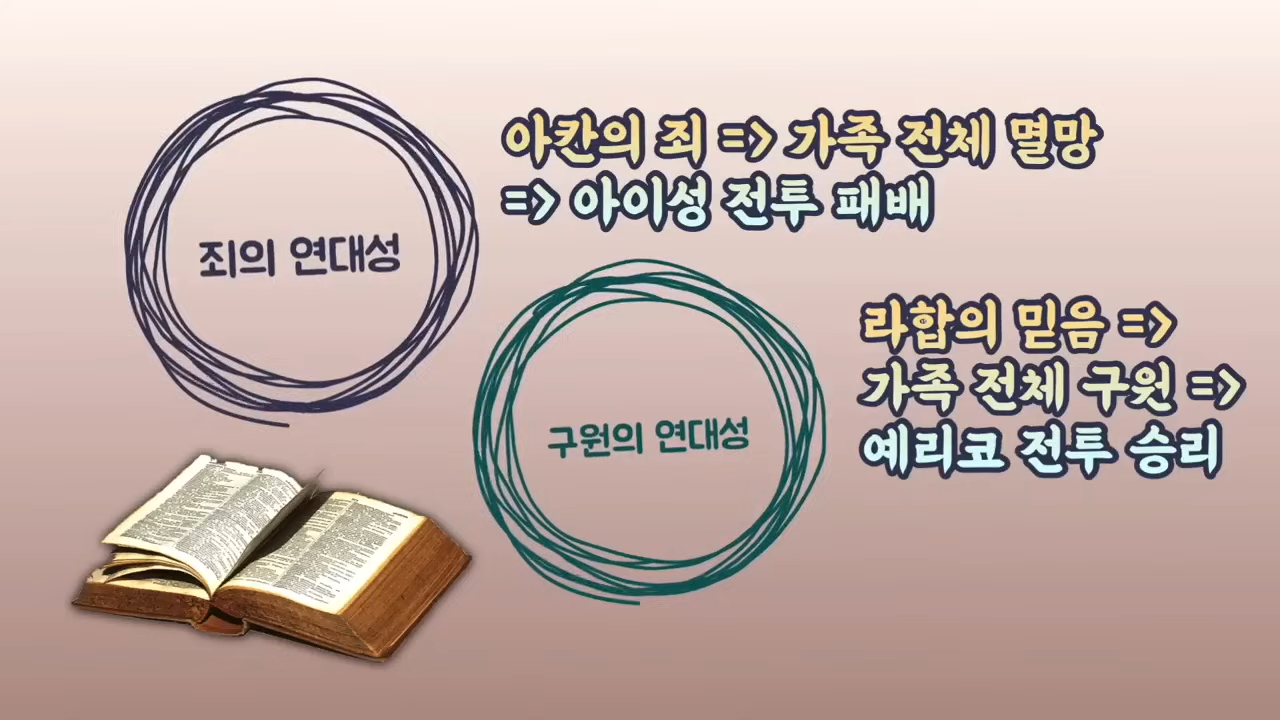 아칸의 죄 => 가족 전체 멸망
=> 아이성 전투 패배
죄의 연대성
라합의 믿음 =>
가족 전체 구원 =>
예리코 전투 승리
구원의 연대성